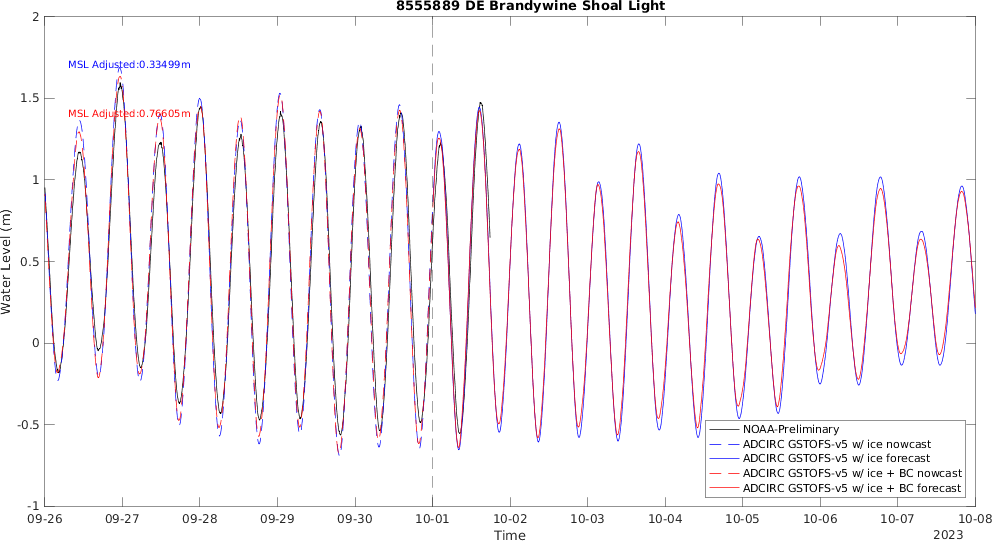 8555889 DE Brandywine Shoal Light
2
1.5
1
0.5
0
-0.5
-1
Water Level (m)
MSL Adjusted:0.33499m
MSL Adjusted:0.76605m
NOAA-Preliminary
ADCIRC GSTOFS-v5 w/ ice nowcast
ADCIRC GSTOFS-v5 w/ ice forecast
ADCIRC GSTOFS-v5 w/ ice + BC nowcast
ADCIRC GSTOFS-v5 w/ ice + BC forecast
09-26 09-27 09-28 09-29 09-30 10-01 10-02 10-03 10-04 10-05 10-06 10-07 10-08
Time
2023